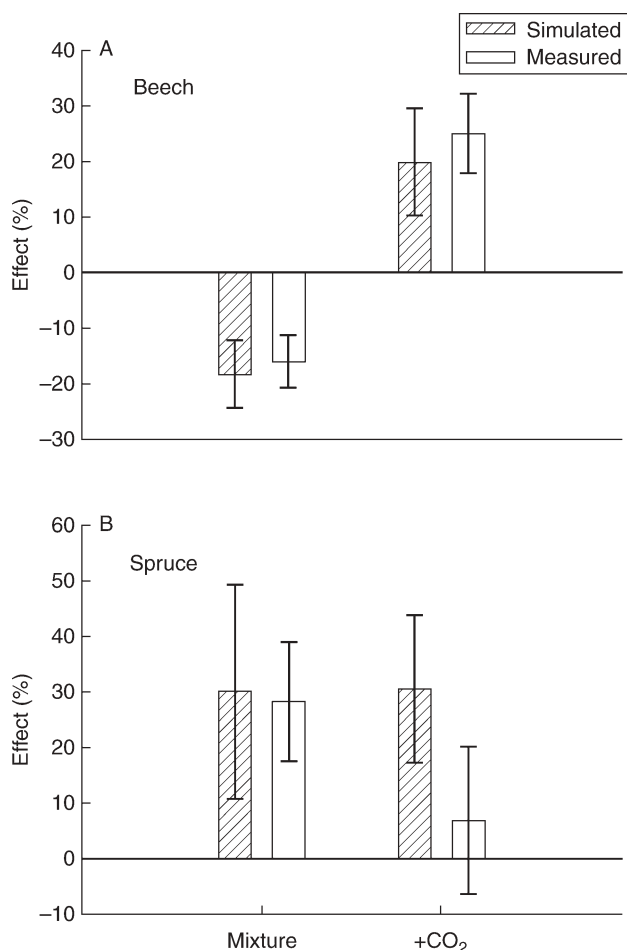 A
Simulated
Measured
Beech
40
30
20
10
0
–10
–20
–30
Effect (%)
B
Spruce
60
50
40
30
20
10
0
–10
Effect (%)
Mixture
+CO₂